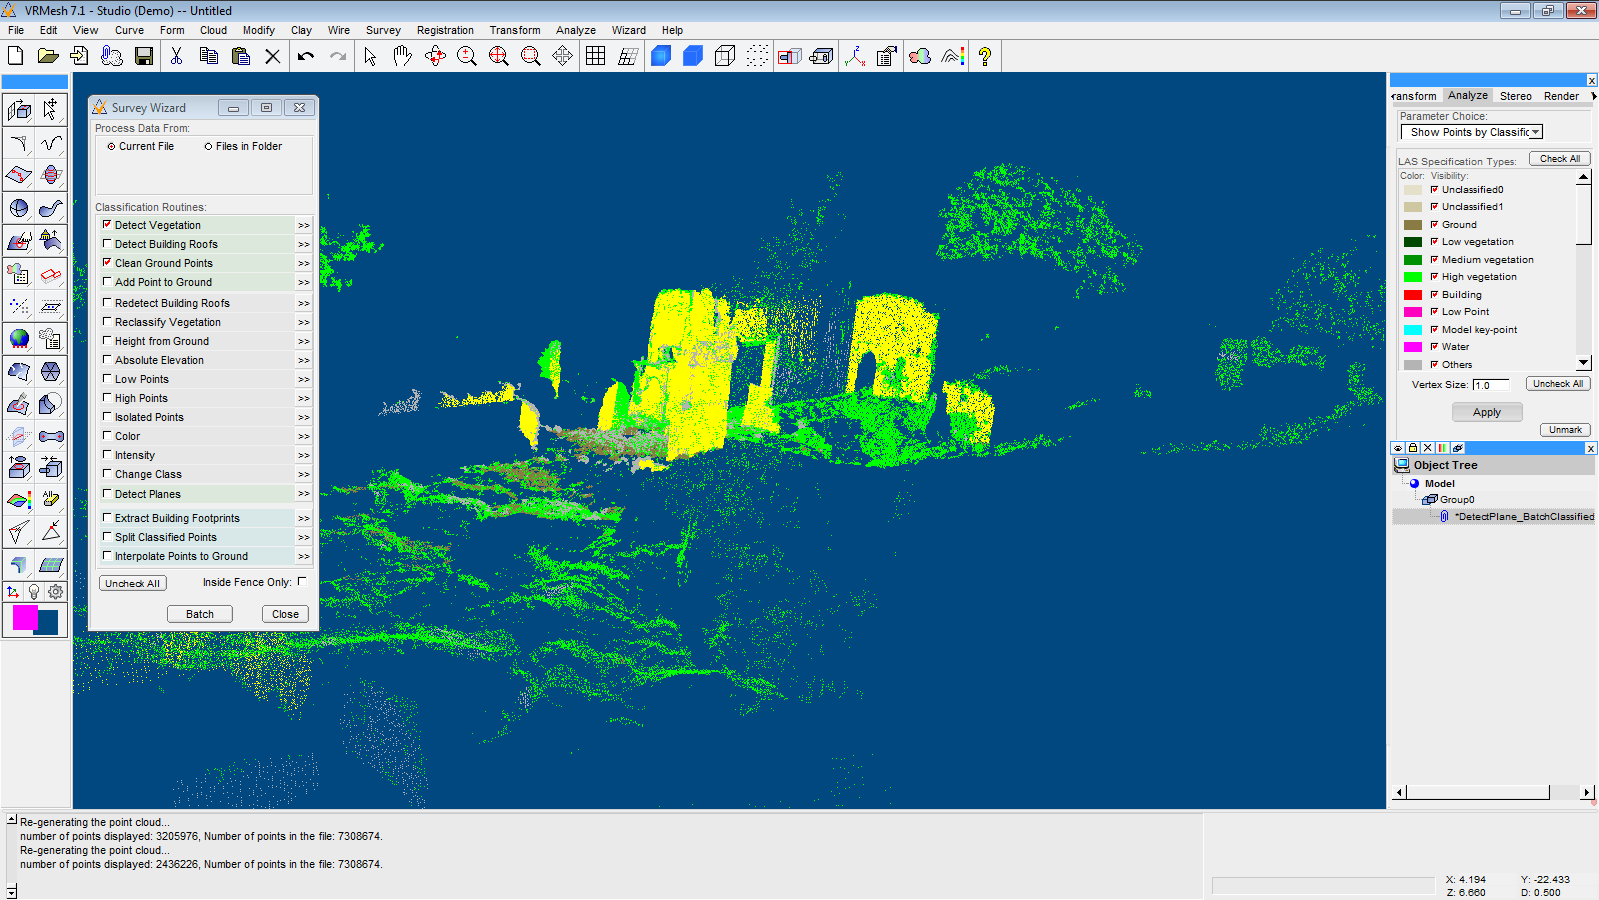 VRMesh 7.1 - Studio (Demo) -- Untitled
File Edit View Curve Form Cloud Modify Clay Wire Survey Registration Transform Analyze Wizard Help
Survey Wizard
Process Data From:
Current File Files in Folder
Classification Routines:
Detect Vegetation >>
Detect Building Roofs >>
Clean Ground Points >>
Add Point to Ground >>
Redetect Building Roofs >>
Reclassify Vegetation >>
Height from Ground >>
Absolute Elevation >>
Low Points >>
High Points >>
Isolated Points >>
Color >>
Intensity >>
Change Class >>
Detect Planes >>
Extract Building Footprints >>
Split Classified Points >>
Interpolate Points to Ground >>
Uncheck All Inside Fence Only:
Batch Close
ransform Analyze Stereo Render
Parameter Choice:
Show Points by Classific
LAS Specification Types: Check All
Color: Visibility:
Unclassified0
Unclassified1
Ground
Low vegetation
Medium vegetation
High vegetation
Building
Low Point
Model key-point
Water
Others
Vertex Size: 1.0 Uncheck All
Apply
Unmark
Object Tree
Model
Group0
*DetectPlane_BatchClassified
Re-generating the point cloud...
number of points displayed: 3205976, Number of points in the file: 7308674.
Re-generating the point cloud...
number of points displayed: 2436226, Number of points in the file: 7308674.
X: 4.194 Y: -22.433
Z: 6.660 D: 0.500